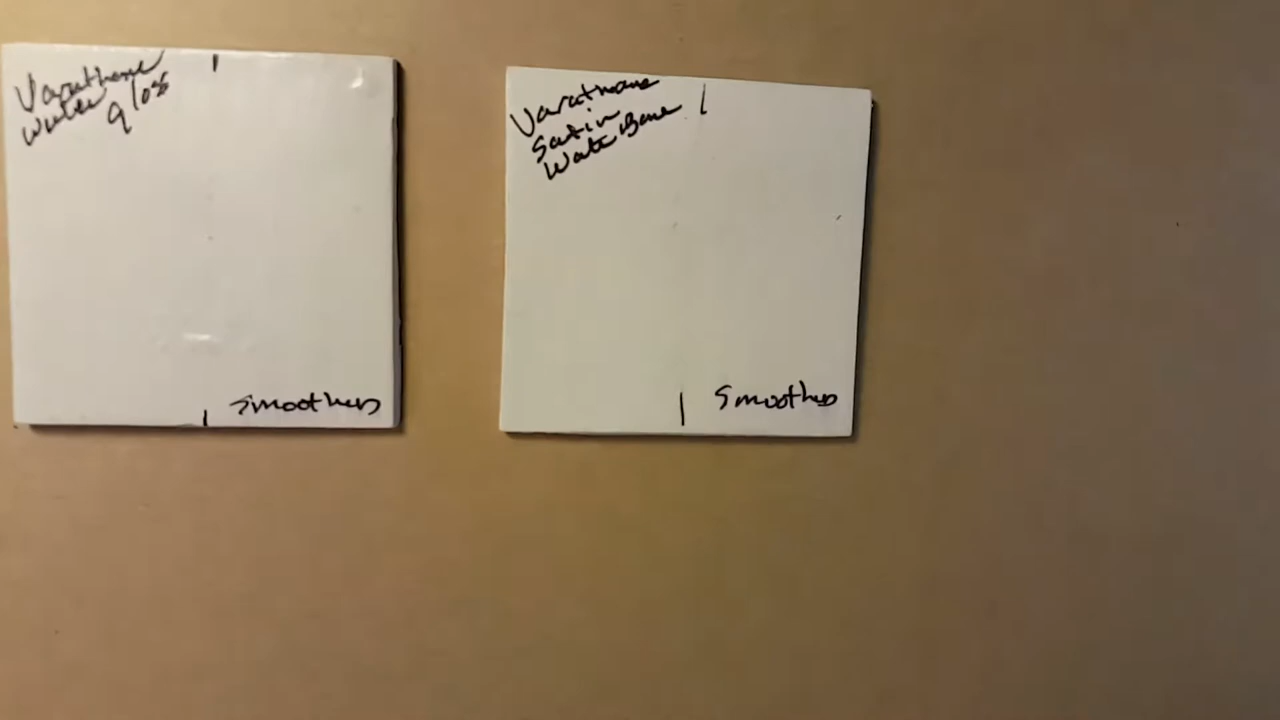 Varathane
Water gloss
Smoother
Varathane
Satin
Water Base
Smoother